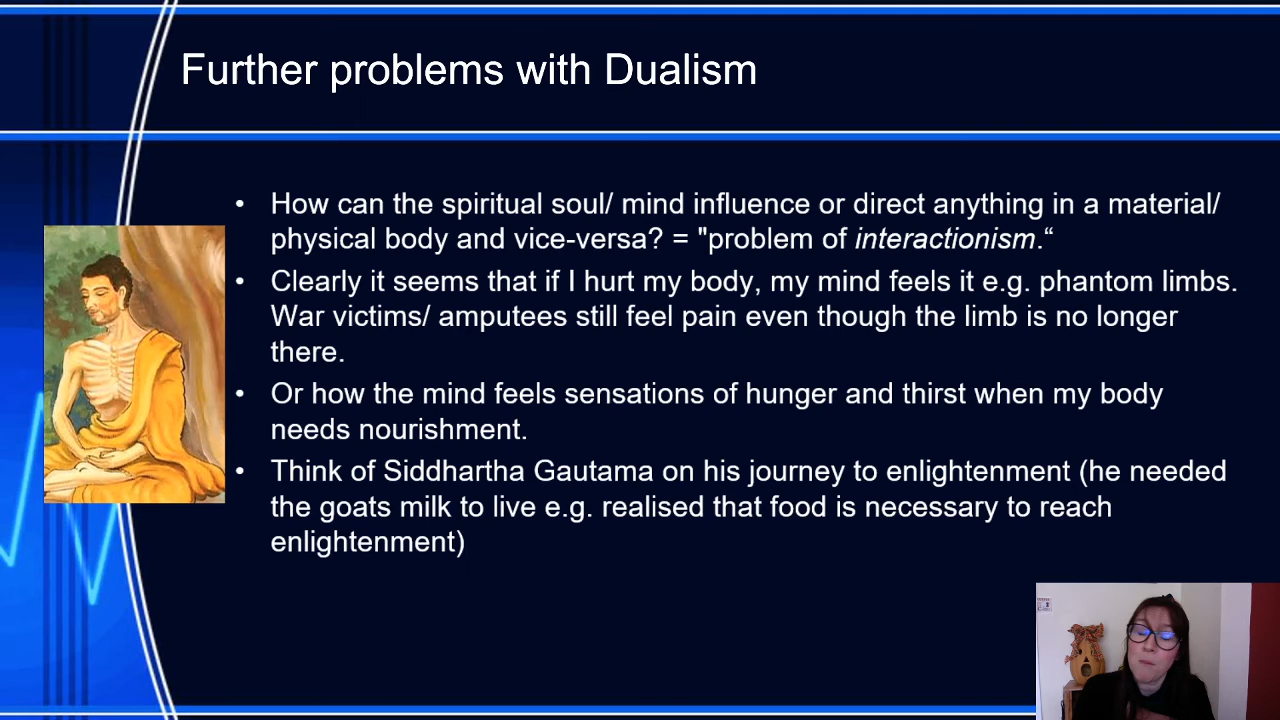 Further problems with Dualism
• How can the spiritual soul/ mind influence or direct anything in a material/
physical body and vice-versa? = "problem of interactionism.“
• Clearly it seems that if I hurt my body, my mind feels it e.g. phantom limbs.
War victims/ amputees still feel pain even though the limb is no longer
there.
• Or how the mind feels sensations of hunger and thirst when my body
needs nourishment.
• Think of Siddhartha Gautama on his journey to enlightenment (he needed
the goats milk to live e.g. realised that food is necessary to reach
enlightenment)